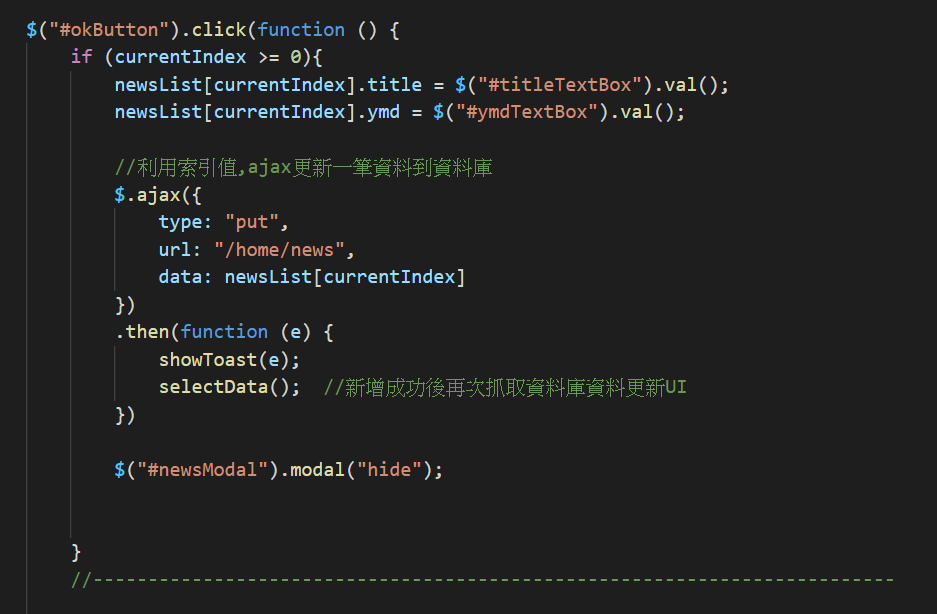 $("#okButton").click(function () {
if (currentIndex >= 0){
newsList[currentIndex].title = $("#titleTextBox").val();
newsList[currentIndex].ymd = $("#ymdTextBox").val();
//利用索引值,ajax更新一筆資料到資料庫
$.ajax({
type: "put",
url: "/home/news",
data: newsList[currentIndex]
})
.then(function (e) {
showToast(e);
selectData();  //新增成功後再次抓取資料庫資料更新UI
})
$("#newsModal").modal("hide");
}
//-------------------------------------------------------------------------